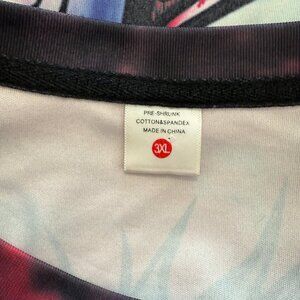 PRE-SHRUNK
COTTON&SPANDEX
MADE IN CHINA
3XL